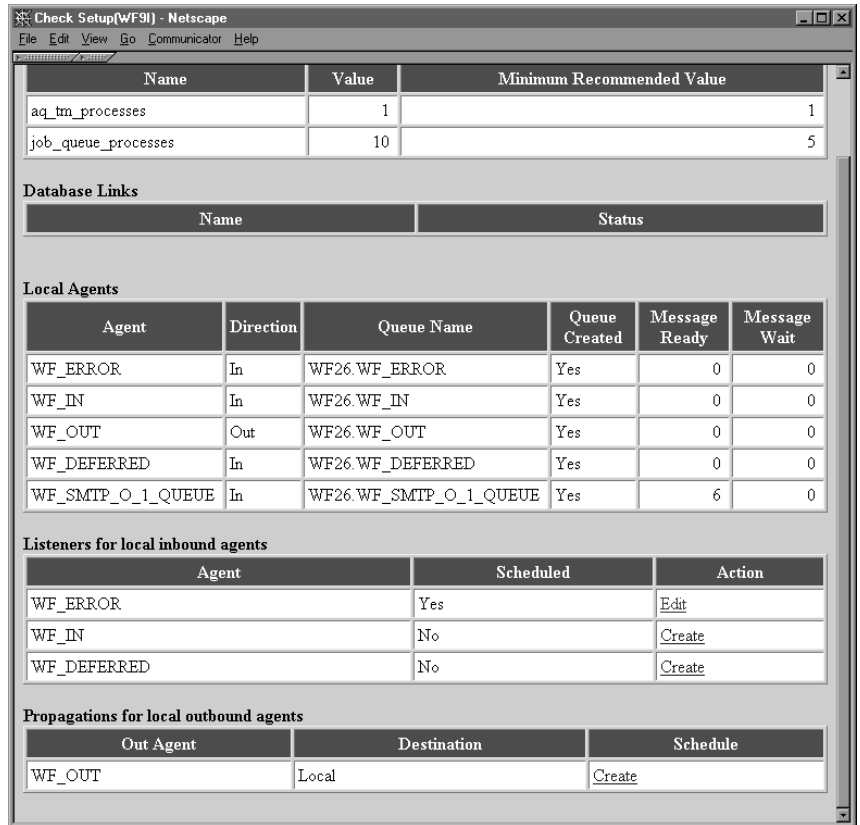 Check Setup(WF9I) - Netscape
File Edit View Go Communicator Help
Name Value Minimum Recommended Value
aq_tm_processes 1 1
job_queue_processes 10 5
Database Links
Name Status
Local Agents
Agent Direction Queue Name Queue Created Message Ready Message Wait
WF_ERROR In WF26.WF_ERROR Yes 0 0
WF_IN In WF26.WF_IN Yes 0 0
WF_OUT Out WF26.WF_OUT Yes 0 0
WF_DEFERRED In WF26.WF_DEFERRED Yes 0 0
WF_SMTP_O_1_QUEUE In WF26.WF_SMTP_O_1_QUEUE Yes 6 0
Listeners for local inbound agents
Agent Scheduled Action
WF_ERROR Yes Edit
WF_IN No Create
WF_DEFERRED No Create
Propagations for local outbound agents
Out Agent Destination Schedule
WF_OUT Local Create